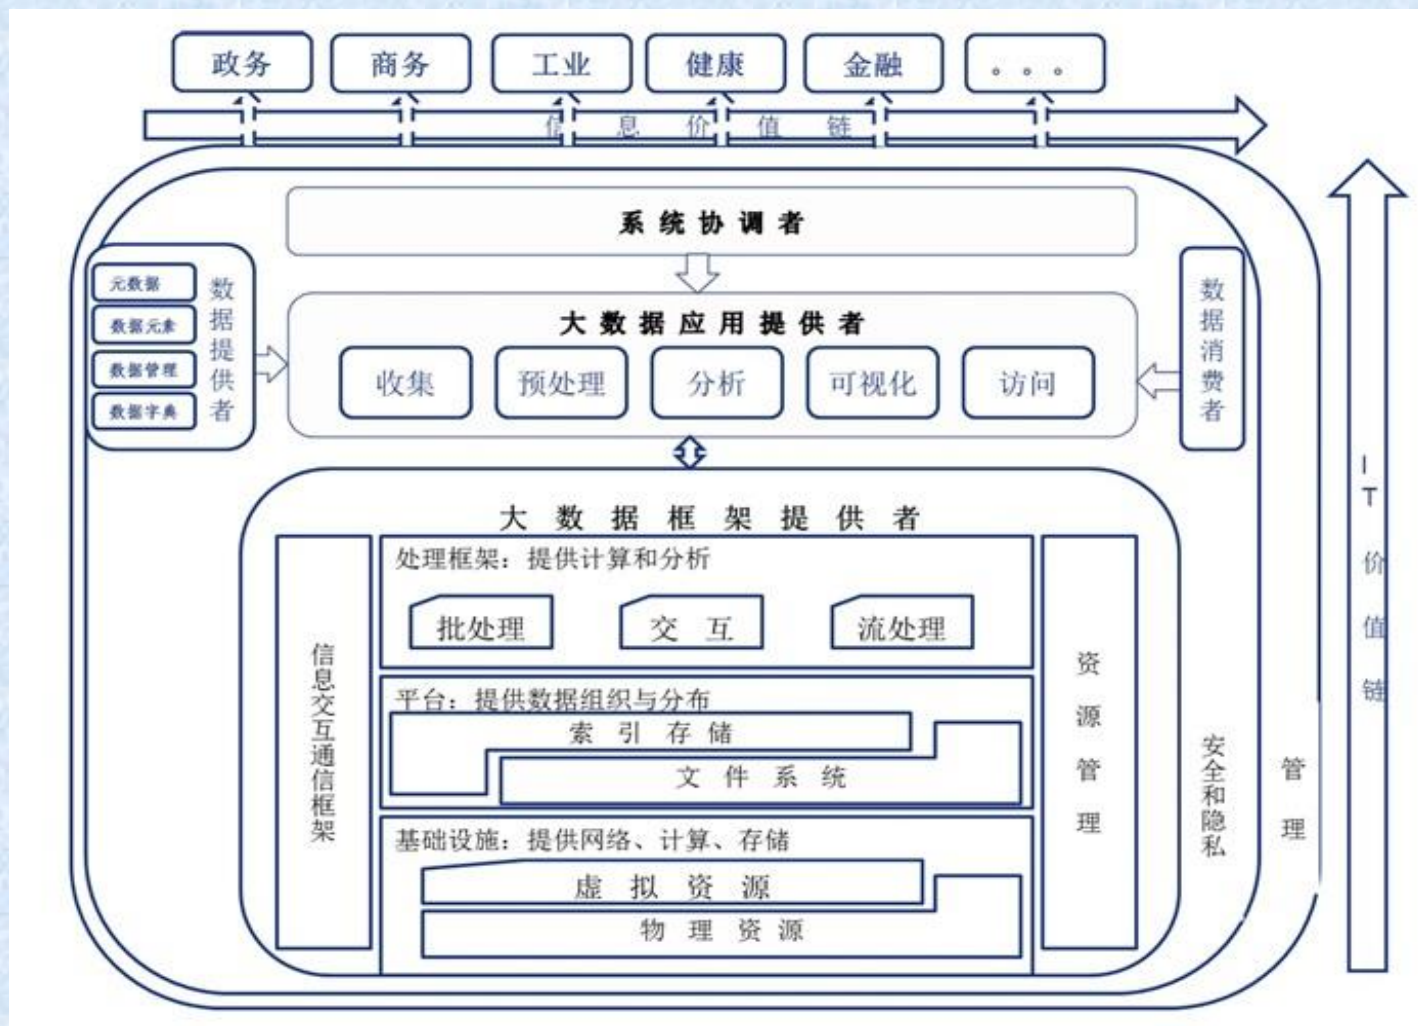 政务
商务
工业
健康
金融
。。。
信息价值链
系统协调者
元数据
数据元素
数据管理
数据字典
数据提供者
大数据应用提供者
收集
预处理
分析
可视化
访问
数据消费者
大数据框架提供者
信息交互通信框架
处理框架：提供计算和分析
批处理
交互
流处理
平台：提供数据组织与分布
索引存储
文件系统
基础设施：提供网络、计算、存储
虚拟资源
物理资源
资源管理
安全和隐私
管理
IT价值链